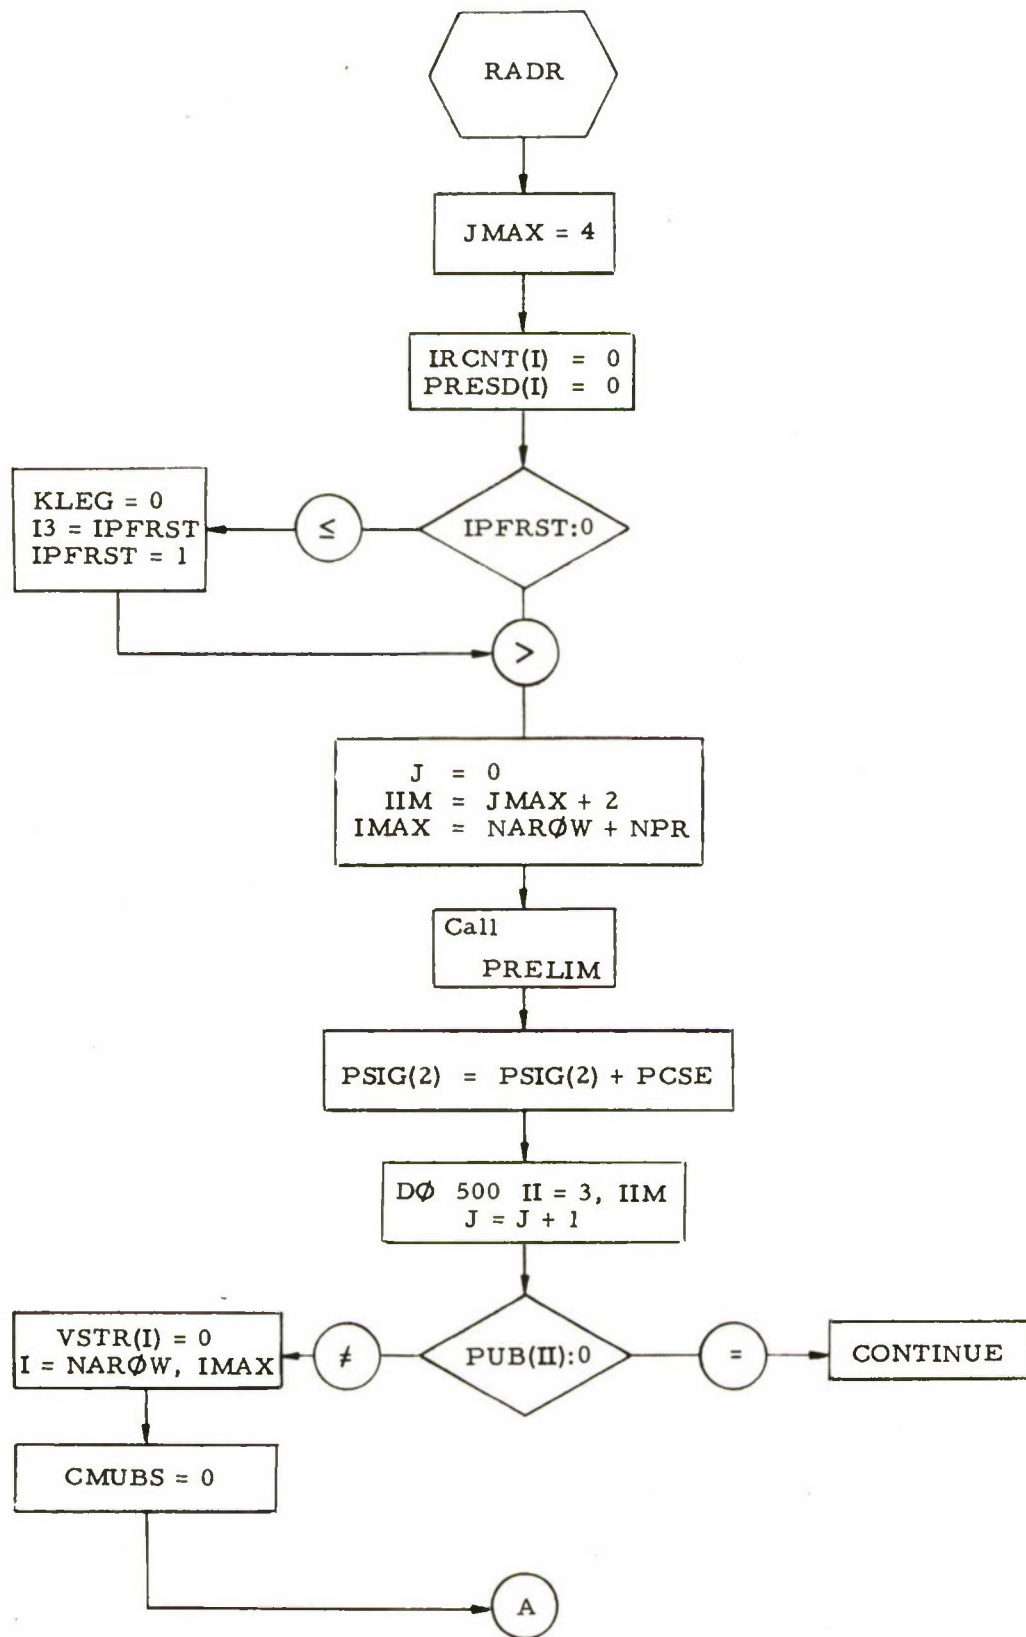 RADR
JMAX = 4
IRCNT(I) = 0
PRESD(I) = 0
KLEG = 0
I3 = IPFRST
IPFRST = 1
≤
IPFRST:0
>
J = 0
IIM = JMAX + 2
IMAX = NARØW + NPR
Call
PRELIM
PSIG(2) = PSIG(2) + PCSE
DØ 500 II = 3, IIM
J = J + 1
VSTR(I) = 0
I = NARØW, IMAX
≠
PUB(II):0
=
CONTINUE
CMUBS = 0
A